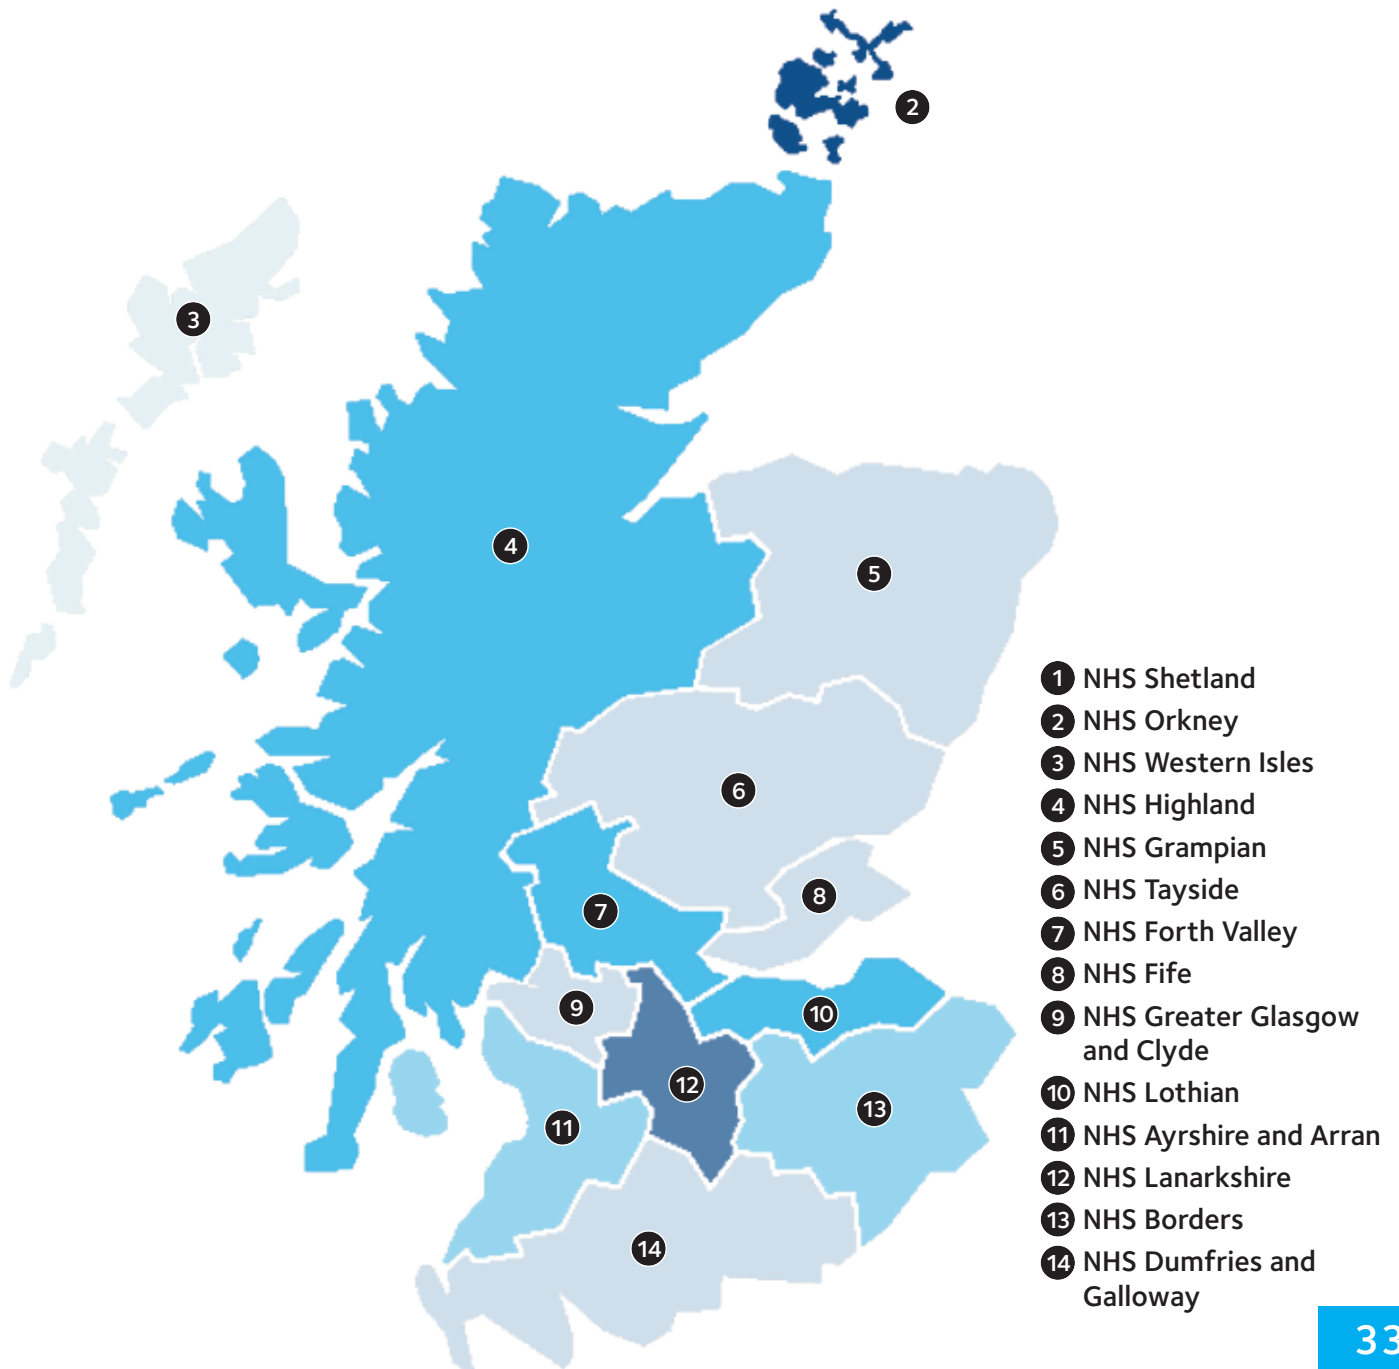 2
3
4
5
6
7
8
9
10
11
12
13
14
1 NHS Shetland
2 NHS Orkney
3 NHS Western Isles
4 NHS Highland
5 NHS Grampian
6 NHS Tayside
7 NHS Forth Valley
8 NHS Fife
9 NHS Greater Glasgow
and Clyde
10 NHS Lothian
11 NHS Ayrshire and Arran
12 NHS Lanarkshire
13 NHS Borders
14 NHS Dumfries and
Galloway
33